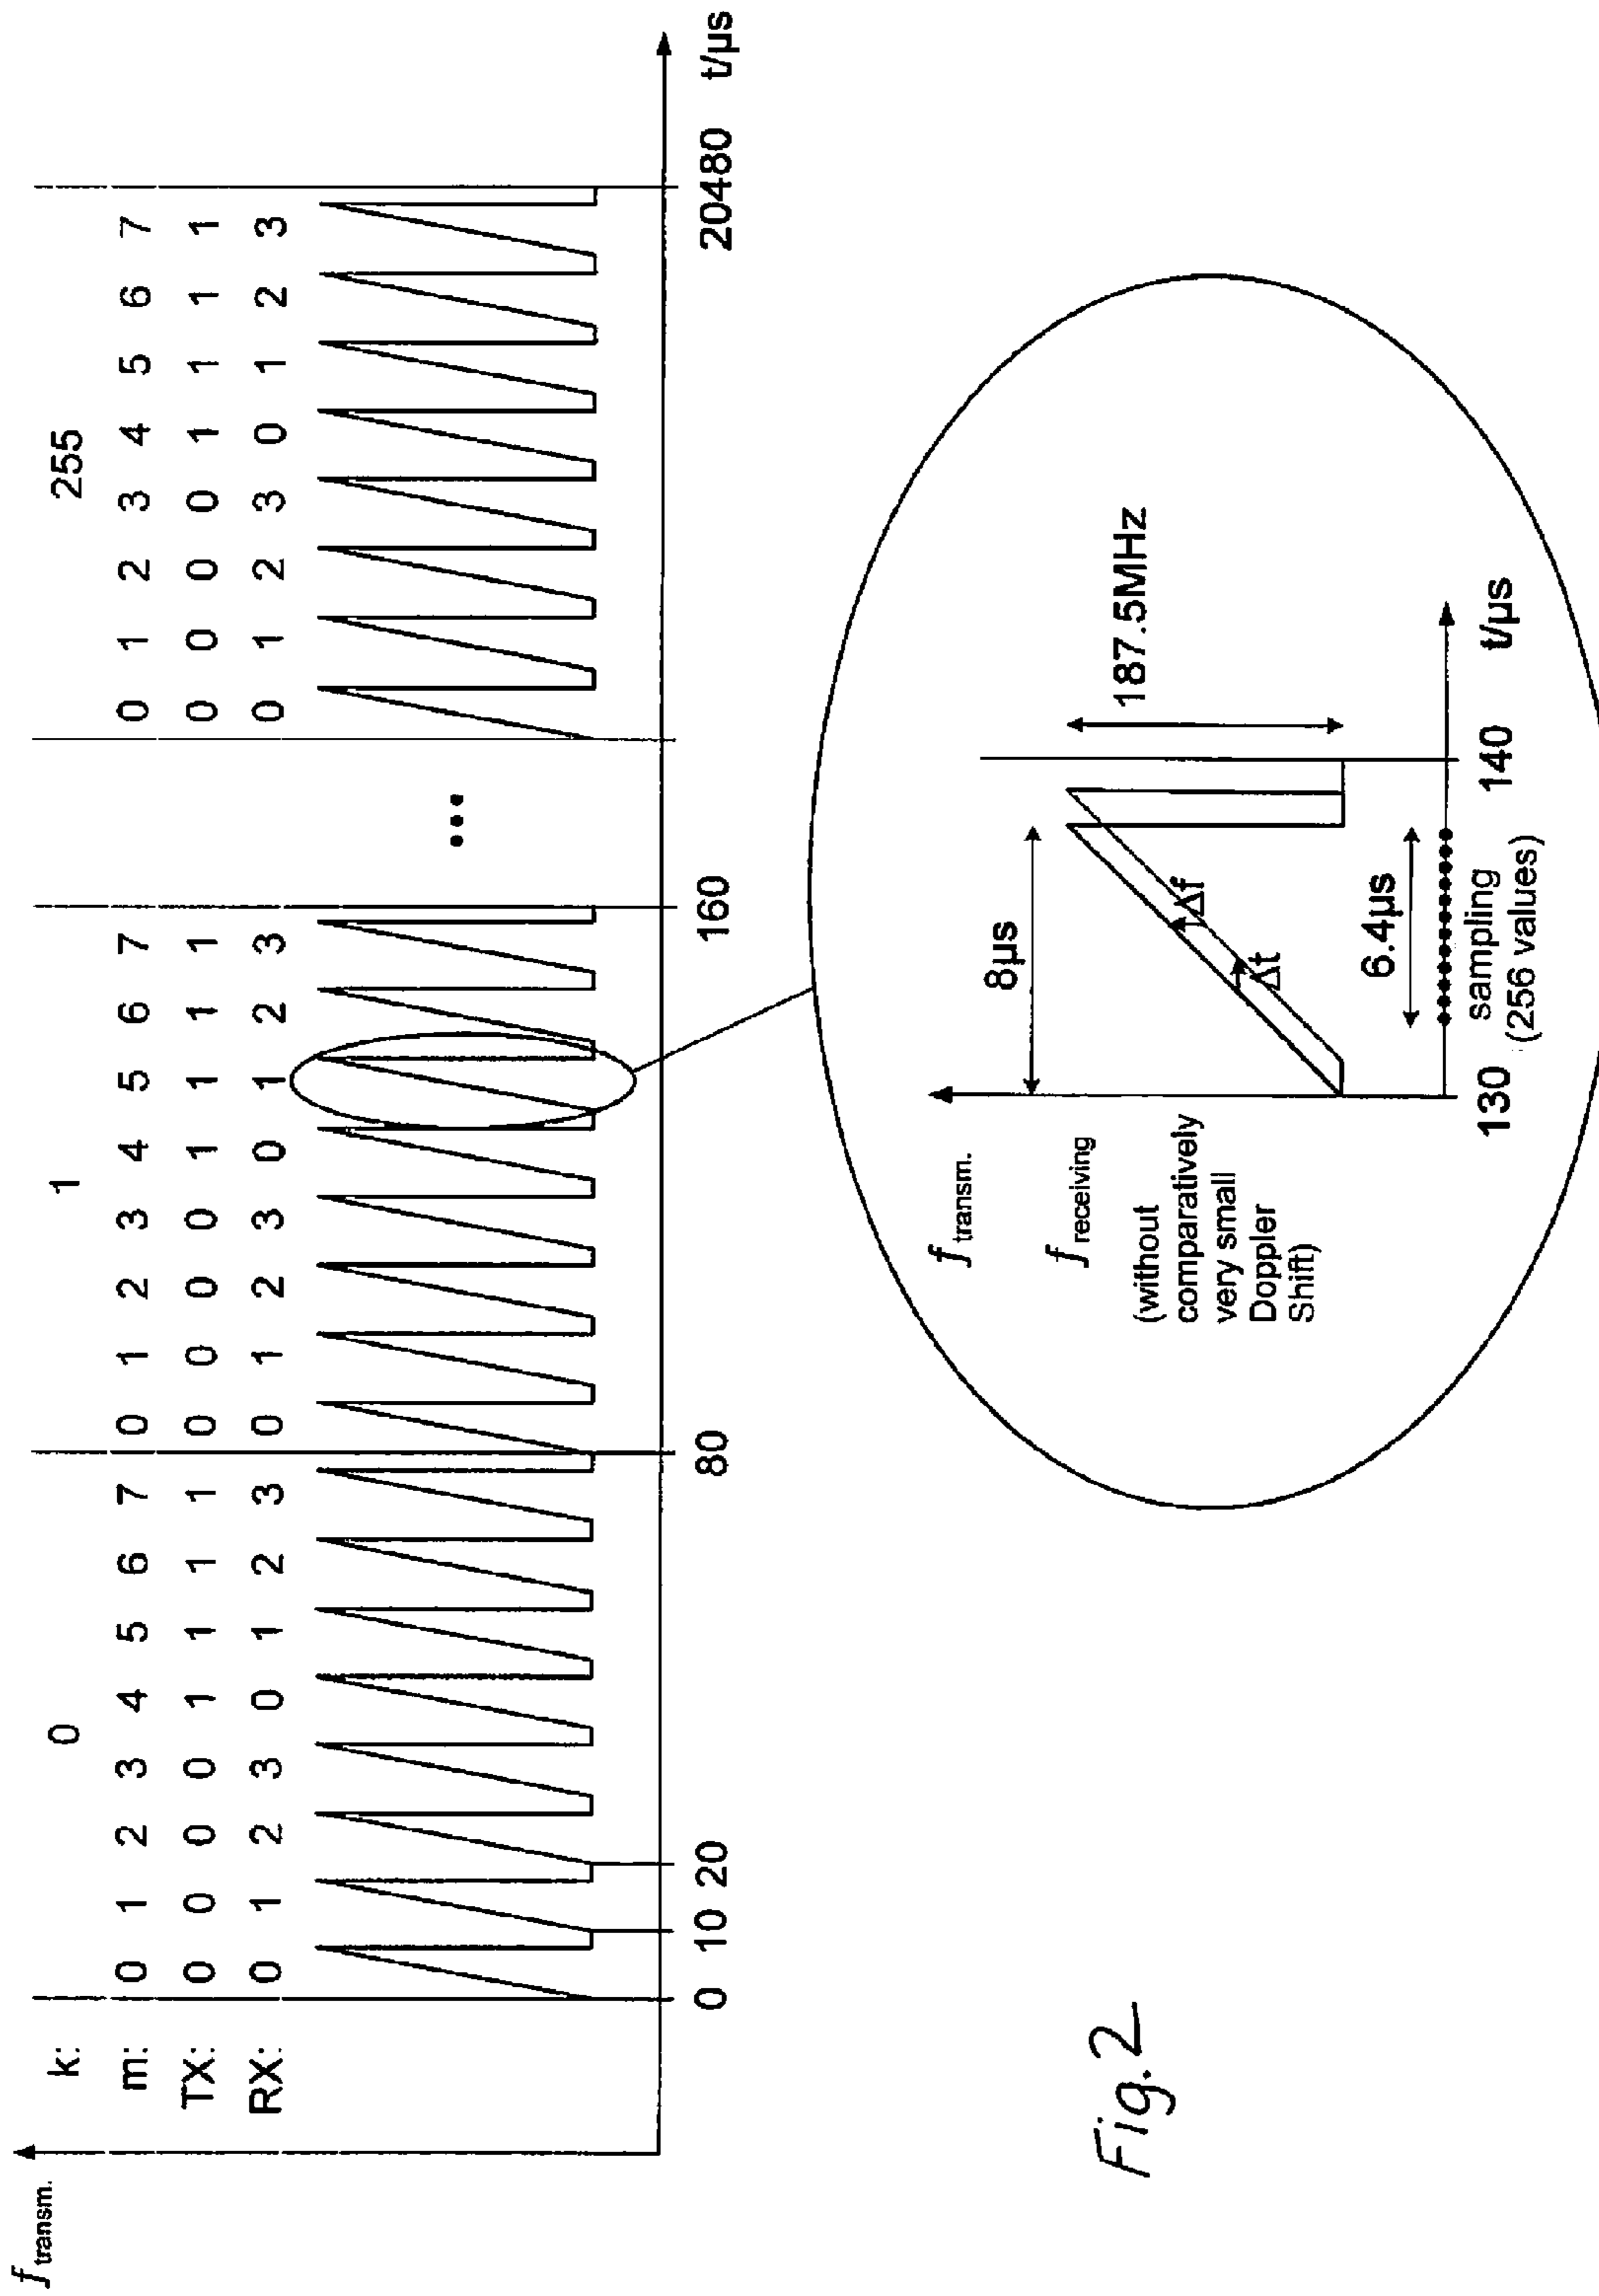 f transm.
k: 0 1 255
m: 0 1 2 3 4 5 6 7 0 1 2 3 4 5 6 7 0 1 2 3 4 5 6 7
TX: 0 0 0 0 1 1 1 1 0 0 0 0 1 1 1 1 0 0 0 0 1 1 1 1
RX: 0 1 2 3 0 1 2 3 0 1 2 3 0 1 2 3 0 1 2 3 0 1 2 3
...
0 10 20 80 160 20480 t/µs
f transm.
f receiving
(without
comparatively
very small
Doppler
Shift)
8µs
187.5MHz
Δf
Δt
6.4µs
130 140 t/µs
sampling
(256 values)
Fig.2